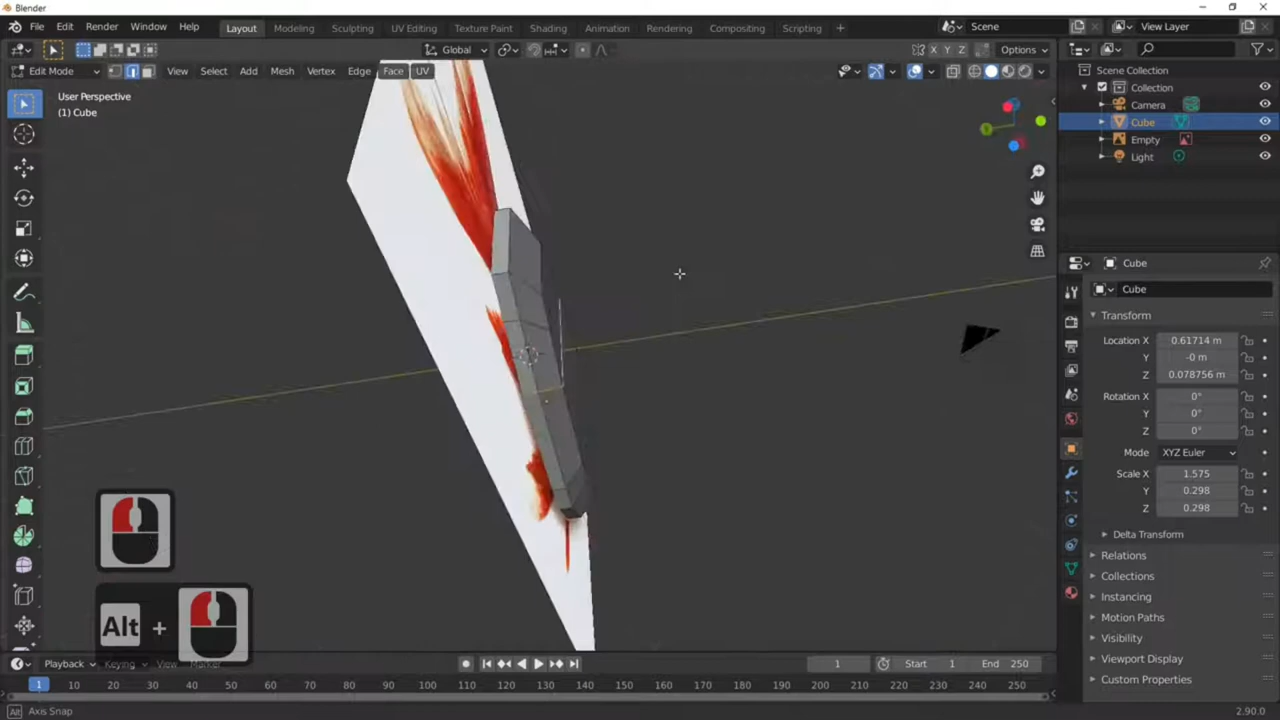 Blender
File Edit Render Window Help Layout Modeling Sculpting UV Editing Texture Paint Shading Animation Rendering Compositing Scripting + Scene View Layer
Global X Y Z Options
Edit Mode View Select Add Mesh Vertex Edge Face UV
User Perspective
(1) Cube
Scene Collection
Collection
Camera
Cube
Empty
Light
Cube
Cube
Transform
Location X 0.61714 m
Y -0 m
Z 0.078756 m
Rotation X 0°
Y 0°
Z 0°
Mode XYZ Euler
Scale X 1.575
Y 0.298
Z 0.298
Delta Transform
Relations
Collections
Instancing
Motion Paths
Visibility
Viewport Display
Custom Properties
Alt +
Playback Keying View Marker 1 Start 1 End 250
1 10 20 30 40 50 60 70 80 90 100 110 120 130 140 150 160 170 180 190 200 210 220 230 240 250
Alt Axis Snap 2.90.0